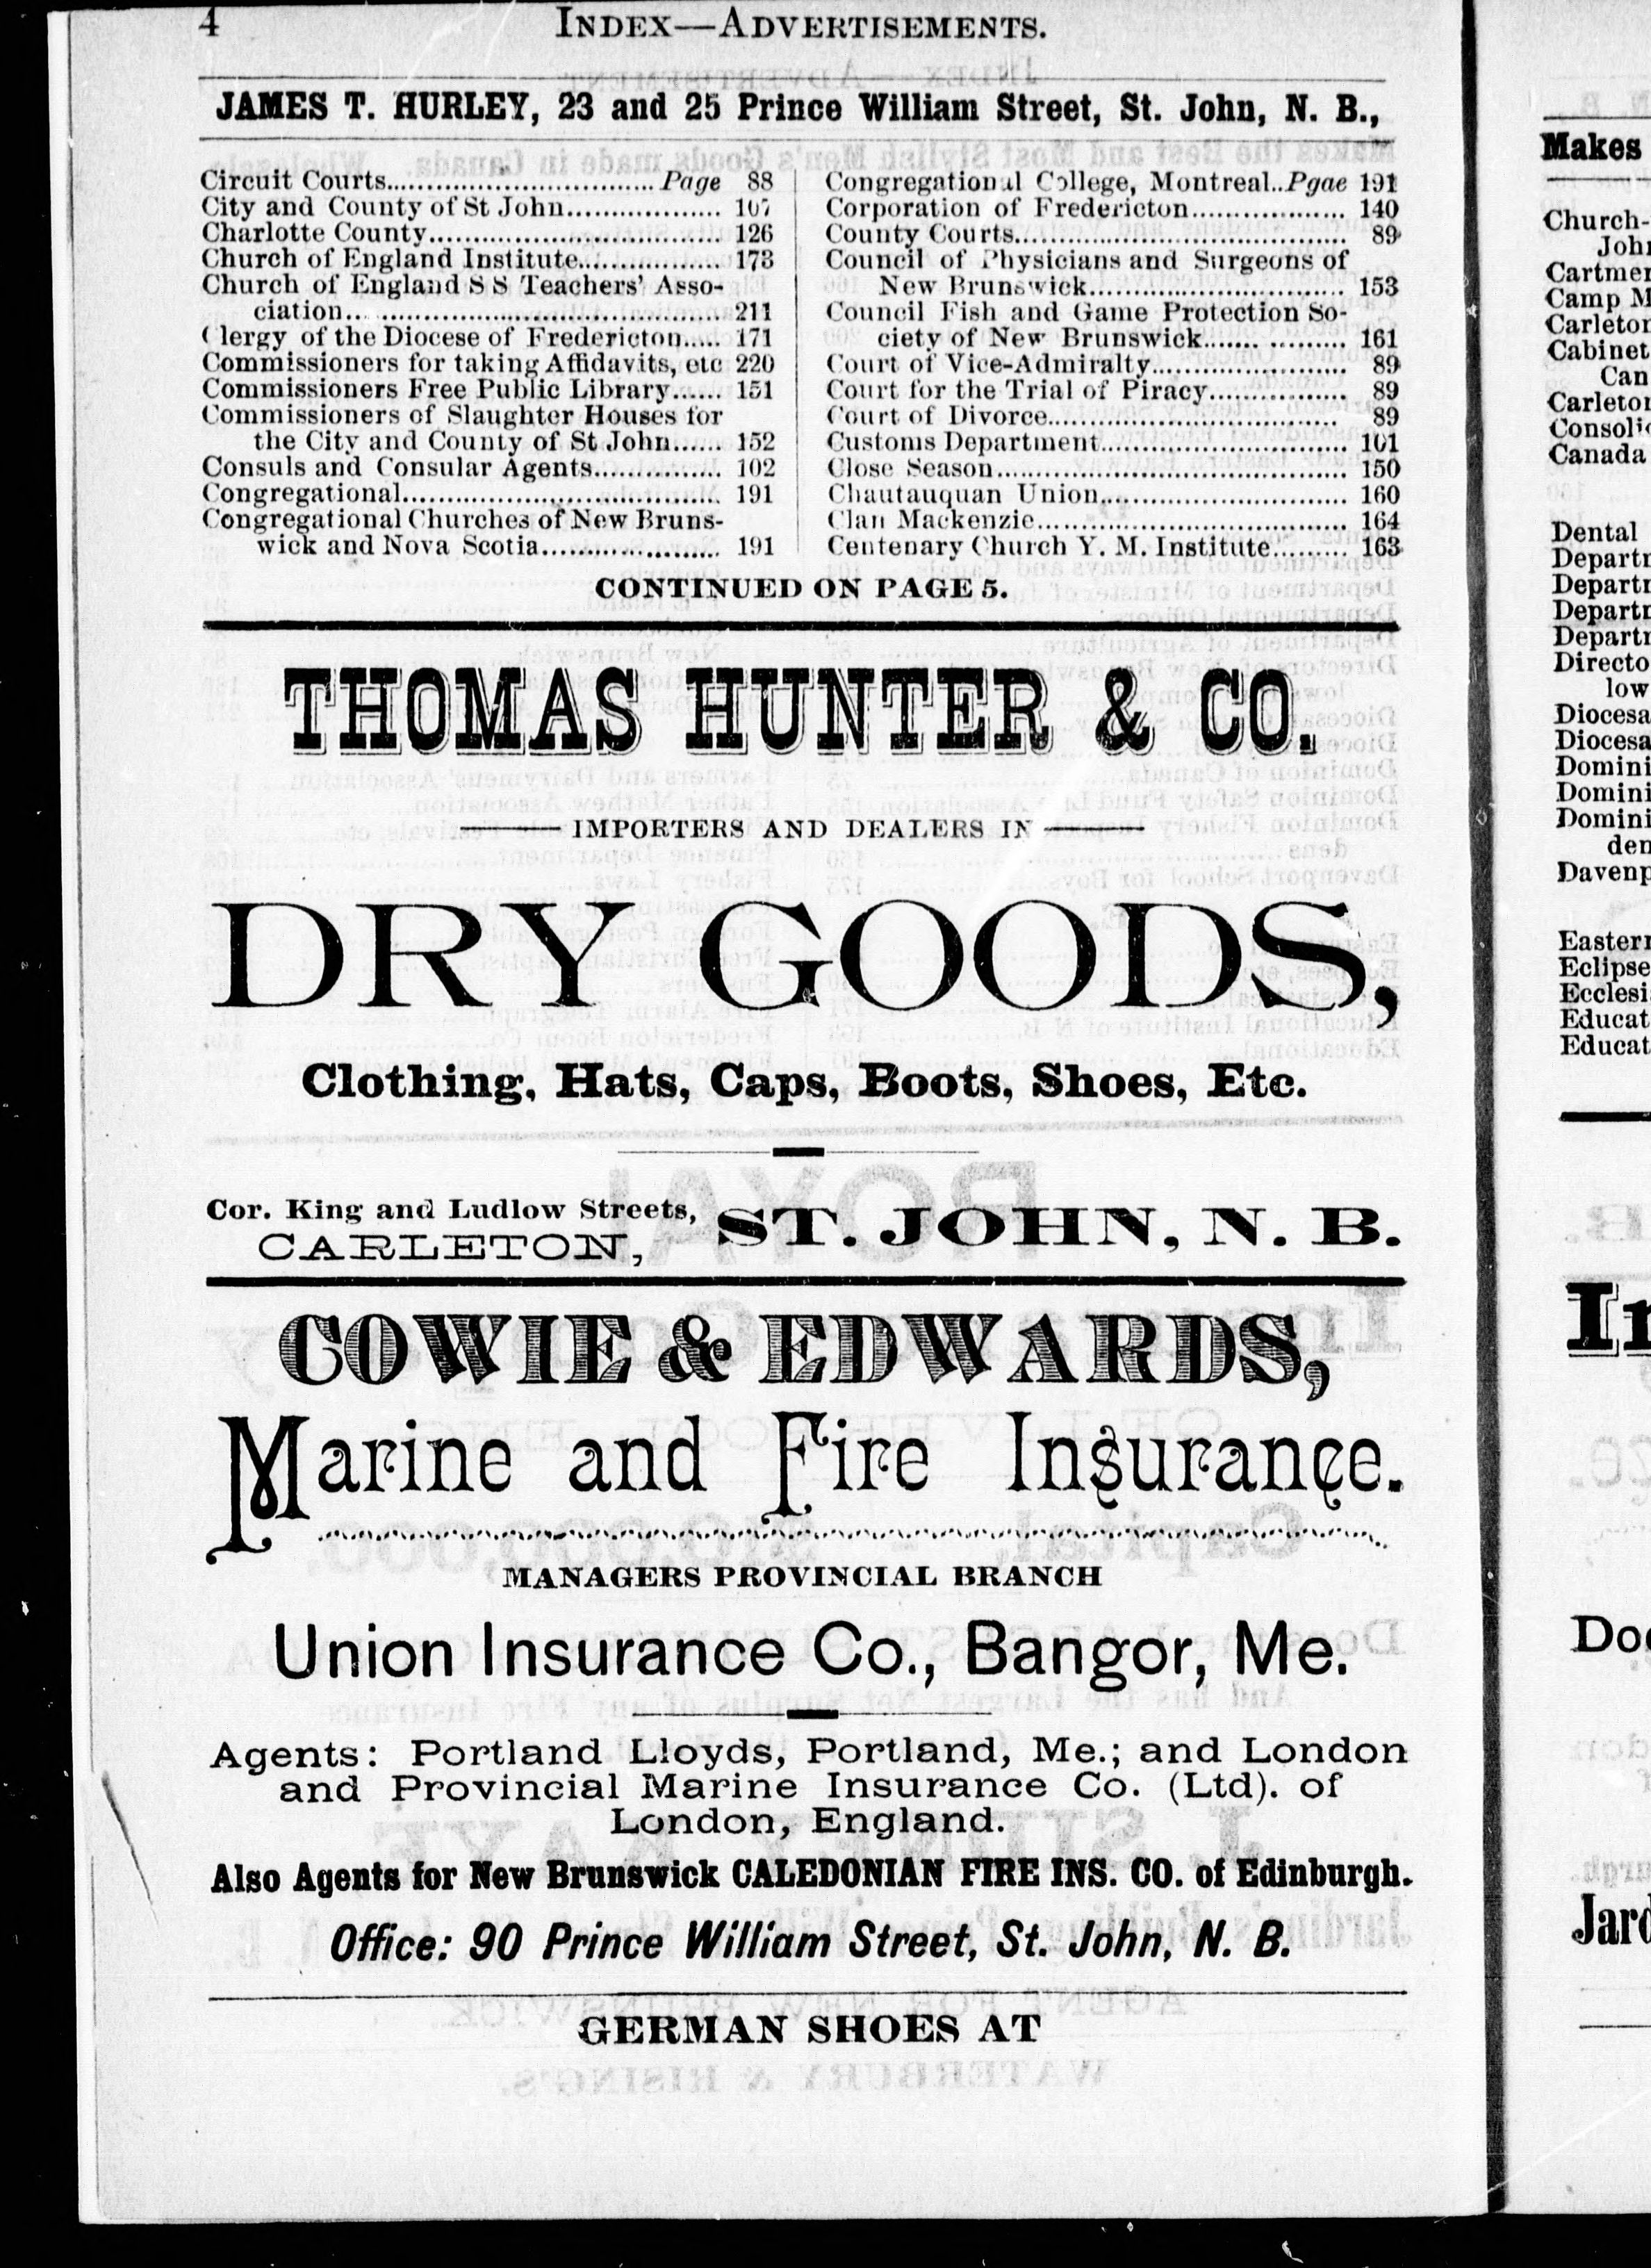 4
INDEX—ADVERTISEMENTS.
JAMES T. HURLEY, 23 and 25 Prince William Street, St. John, N. B.,
Circuit Courts.............................. Page 88
City and County of St John.................. 107
Charlotte County................................. 126
Church of England Institute................ 173
Church of England S S Teachers' Asso-
ciation.......................................... 211
Clergy of the Diocese of Fredericton..... 171
Commissioners for taking Affidavits, etc 220
Commissioners Free Public Library...... 151
Commissioners of Slaughter Houses for
the City and County of St John...... 152
Consuls and Consular Agents............... 102
Congregational.................................... 191
Congregational Churches of New Bruns-
wick and Nova Scotia.................... 191
Congregational College, Montreal..Pgae 191
Corporation of Fredericton.................. 140
County Courts...................................... 89
Council of Physicians and Surgeons of
New Brunswick............................. 153
Council Fish and Game Protection So-
ciety of New Brunswick................ 161
Court of Vice-Admiralty...................... 89
Court for the Trial of Piracy................ 89
Court of Divorce................................. 89
Customs Department............................ 101
Close Season........................................ 150
Chautauquan Union............................ 160
Clan Mackenzie................................... 164
Centenary Church Y. M. Institute......... 163
CONTINUED ON PAGE 5.
THOMAS HUNTER & CO.
IMPORTERS AND DEALERS IN
DRY GOODS,
Clothing, Hats, Caps, Boots, Shoes, Etc.
Cor. King and Ludlow Streets,
CARLETON,
ST. JOHN, N. B.
COWIE & EDWARDS,
Marine and Fire Insurance.
MANAGERS PROVINCIAL BRANCH
Union Insurance Co., Bangor, Me.
Agents: Portland Lloyds, Portland, Me.; and London
and Provincial Marine Insurance Co. (Ltd). of
London, England.
Also Agents for New Brunswick CALEDONIAN FIRE INS. CO. of Edinburgh.
Office: 90 Prince William Street, St. John, N. B.
GERMAN SHOES AT
Makes
Church-
John
Cartmen
Camp M
Carleton
Cabinet
Can
Carleton
Consoli
Canada
Dental
Departm
Departm
Departm
Departm
Directo
low
Diocesa
Diocesa
Domini
Domini
Domini
den
Davenp
Eastern
Eclipse
Ecclesi
Educat
Educat
In
Do
Jard